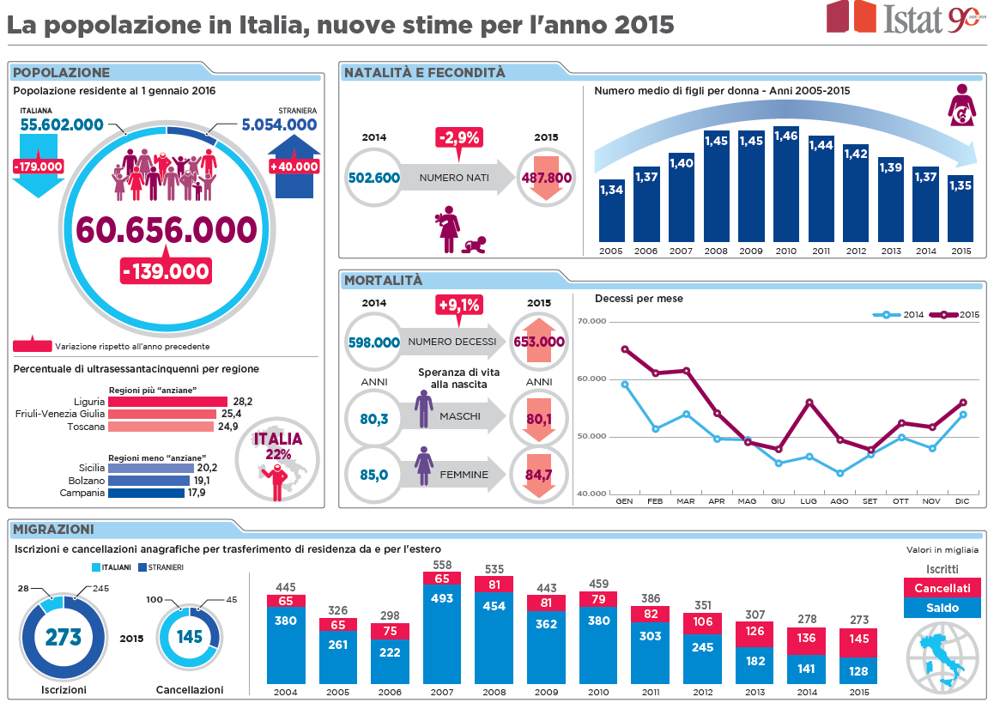 La popolazione in Italia, nuove stime per l'anno 2015
Istat 90
POPOLAZIONE
Popolazione residente al 1 gennaio 2016
ITALIANA
55.602.000
-179.000
STRANIERA
5.054.000
+40.000
60.656.000
-139.000
Variazione rispetto all'anno precedente
Percentuale di ultrasessantacinquenni per regione
Regioni più “anziane”
Liguria 28,2
Friuli-Venezia Giulia 25,4
Toscana 24,9
Regioni meno “anziane”
Sicilia 20,2
Bolzano 19,1
Campania 17,9
ITALIA
22%
NATALITÀ E FECONDITÀ
2014 -2,9% 2015
502.600 NUMERO NATI 487.800
Numero medio di figli per donna - Anni 2005-2015
1,34 1,37 1,40 1,45 1,45 1,46 1,44 1,42 1,39 1,37 1,35
2005 2006 2007 2008 2009 2010 2011 2012 2013 2014 2015
MORTALITÀ
2014 +9,1% 2015
598.000 NUMERO DECESSI 653.000
Speranza di vita
alla nascita
ANNI ANNI
80,3 MASCHI 80,1
85,0 FEMMINE 84,7
Decessi per mese
2014 2015
70.000
60.000
50.000
40.000
GEN FEB MAR APR MAG GIU LUG AGO SET OTT NOV DIC
MIGRAZIONI
Iscrizioni e cancellazioni anagrafiche per trasferimento di residenza da e per l'estero
ITALIANI STRANIERI
28 245
273
Iscrizioni
2015
100 45
145
Cancellazioni
445 326 298 558 535 443 459 386 351 307 278 273
65 65 75 65 81 81 79 82 106 126 136 145
380 261 222 493 454 362 380 303 245 182 141 128
2004 2005 2006 2007 2008 2009 2010 2011 2012 2013 2014 2015
Valori in migliaia
Iscritti
Cancellati
Saldo